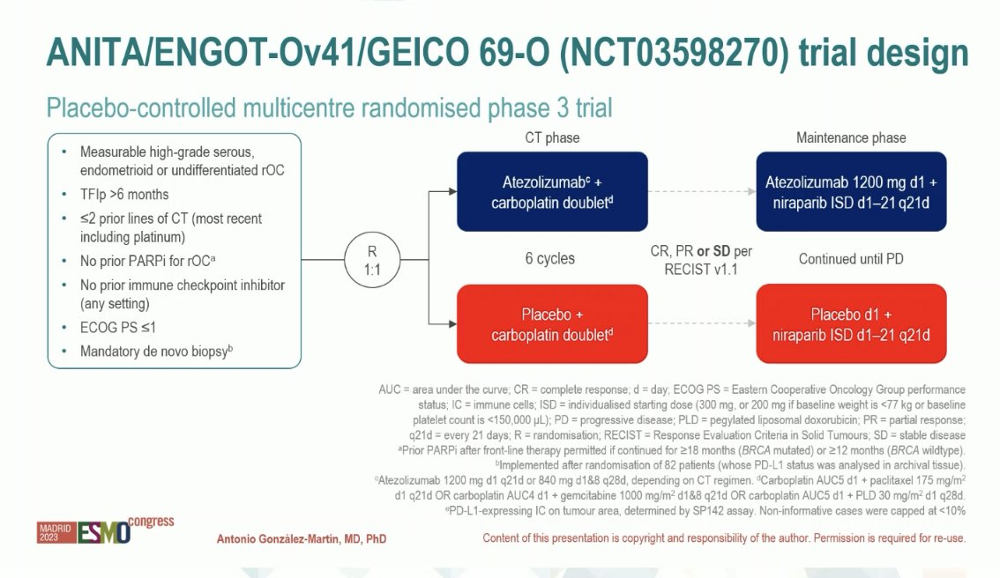 ANITA/ENGOT-Ov41/GEICO 69-O (NCT03598270) trial design
Placebo-controlled multicentre randomised phase 3 trial
• Measurable high-grade serous,
endometrioid or undifferentiated rOC
• TFIp >6 months
• ≤2 prior lines of CT (most recent
including platinum)
• No prior PARPi for rOCᵃ
• No prior immune checkpoint inhibitor
(any setting)
• ECOG PS ≤1
• Mandatory de novo biopsyᵇ
R
1:1
CT phase
Atezolizumabᶜ +
carboplatin doubletᵈ
6 cycles
Placebo +
carboplatin doubletᵈ
CR, PR or SD per
RECIST v1.1
Maintenance phase
Atezolizumab 1200 mg d1 +
niraparib ISD d1–21 q21d
Continued until PD
Placebo d1 +
niraparib ISD d1–21 q21d
AUC = area under the curve; CR = complete response; d = day; ECOG PS = Eastern Cooperative Oncology Group performance
status; IC = immune cells; ISD = individualised starting dose (300 mg, or 200 mg if baseline weight is <77 kg or baseline
platelet count is <150,000 µL); PD = progressive disease; PLD = pegylated liposomal doxorubicin; PR = partial response;
q21d = every 21 days; R = randomisation; RECIST = Response Evaluation Criteria in Solid Tumours; SD = stable disease
ᵃPrior PARPi after front-line therapy permitted if continued for ≥18 months (BRCA mutated) or ≥12 months (BRCA wildtype).
ᵇImplemented after randomisation of 82 patients (whose PD-L1 status was analysed in archival tissue).
ᶜAtezolizumab 1200 mg d1 q21d or 840 mg d1&8 q28d, depending on CT regimen. ᵈCarboplatin AUC5 d1 + paclitaxel 175 mg/m²
d1 q21d OR carboplatin AUC4 d1 + gemcitabine 1000 mg/m² d1&8 q21d OR carboplatin AUC5 d1 + PLD 30 mg/m² d1 q28d.
ᵉPD-L1-expressing IC on tumour area, determined by SP142 assay. Non-informative cases were capped at <10%
MADRID
2023
ESMO congress
Antonio González-Martin, MD, PhD
Content of this presentation is copyright and responsibility of the author. Permission is required for re-use.